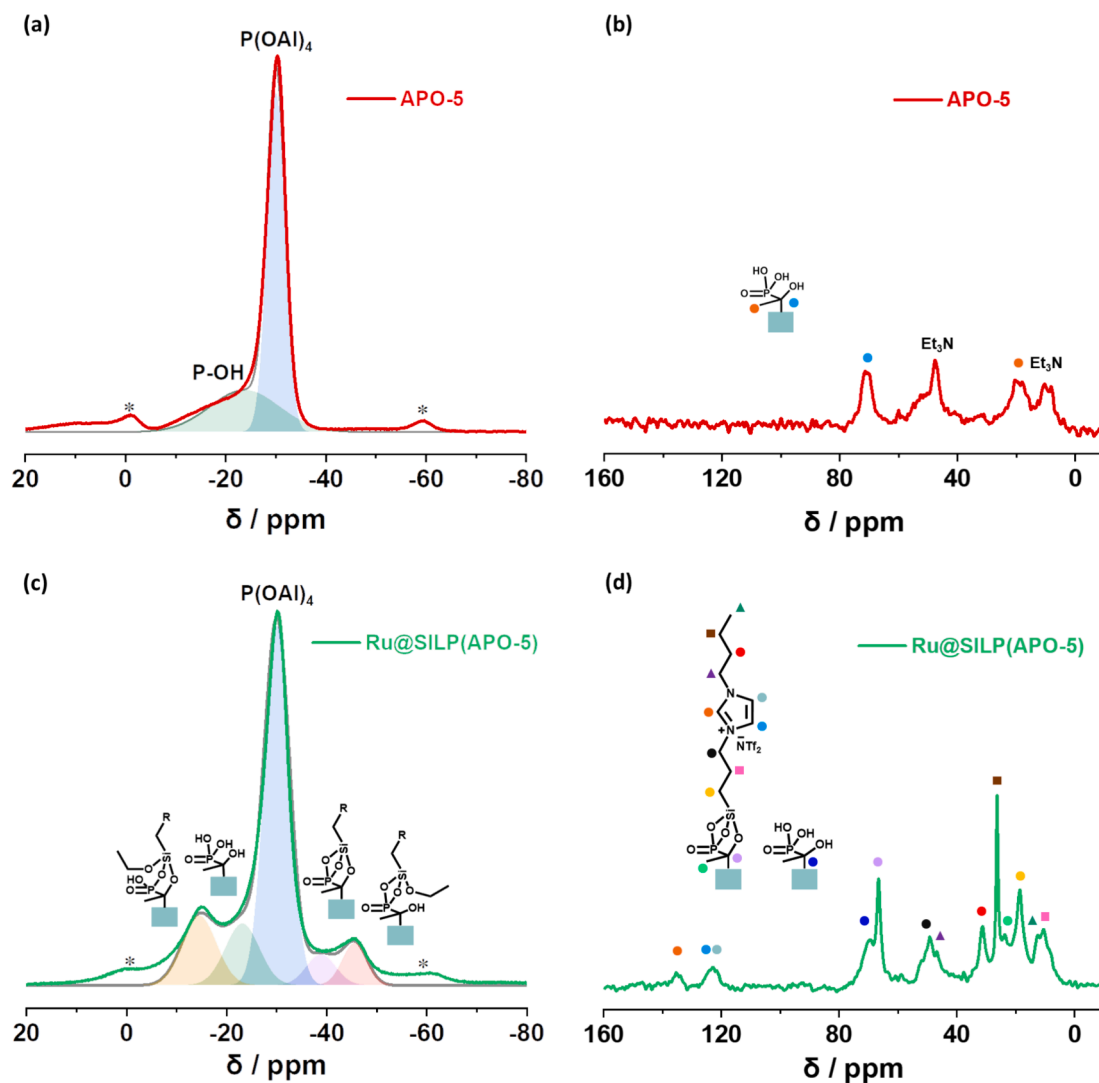 (a)
P(OAl)4
APO-5
P-OH
*
*
20 0 -20 -40 -60 -80
δ / ppm
(b)
APO-5
HO
OH
O=P OH
Et3N
Et3N
160 120 80 40 0
δ / ppm
(c)
P(OAl)4
Ru@SILP(APO-5)
R
Si
O O
HO P O O
O
HO
OH
O=P OH
R
Si
O O O
O=P
R
Si
O O O
O=P OH
*
*
20 0 -20 -40 -60 -80
δ / ppm
(d)
Ru@SILP(APO-5)
N
N
+
NTf2
Si
O O O
O=P
HO
OH
O=P OH
160 120 80 40 0
δ / ppm